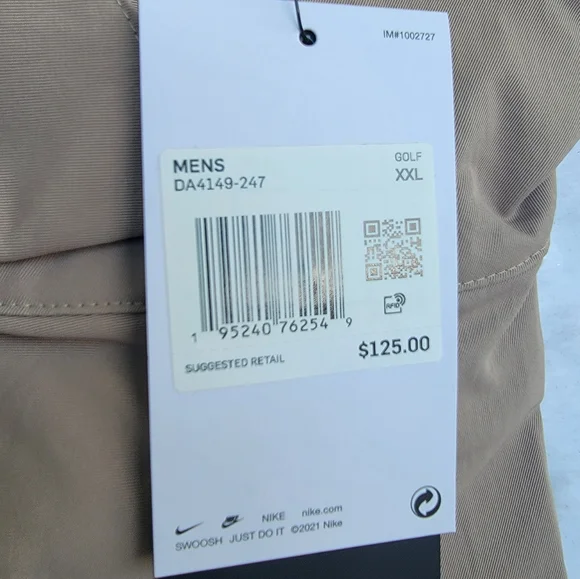 IM#1002727
MENS
GOLF
DA4149-247
XXL
RFID
1 95240 76254 9
SUGGESTED RETAIL
$125.00
NIKE nike.com
SWOOSH JUST DO IT ©2021 Nike